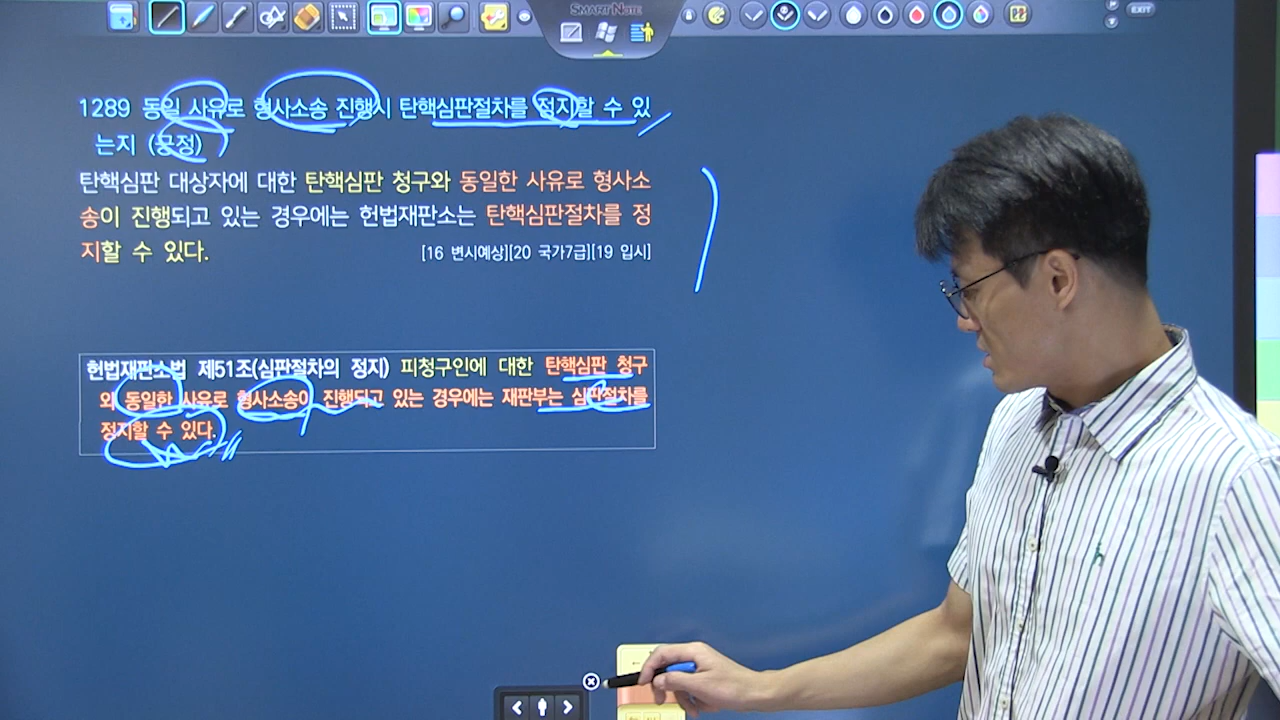 SMARTNOTE
EXIT
1289 동일 사유로 형사소송 진행시 탄핵심판절차를 정지할 수 있
는지 (긍정)
탄핵심판 대상자에 대한 탄핵심판 청구와 동일한 사유로 형사소
송이 진행되고 있는 경우에는 헌법재판소는 탄핵심판절차를 정
지할 수 있다.
[16 변시예상][20 국가7급][19 입시]
헌법재판소법 제51조(심판절차의 정지) 피청구인에 대한 탄핵심판 청구
와 동일한 사유로 형사소송이 진행되고 있는 경우에는 재판부는 심판절차를
정지할 수 있다.